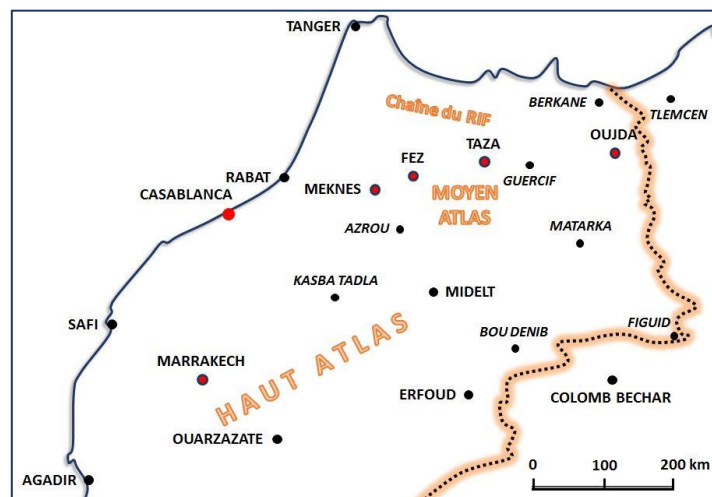 TANGER
Chaîne du RIF
BERKANE
TLEMCEN
OUJDA
TAZA
FEZ
GUERCIF
RABAT
MEKNES
CASABLANCA
MOYEN
ATLAS
AZROU
MATARKA
KASBA TADLA
MIDELT
SAFI
HAUT ATLAS
BOU DENIB
FIGUID
MARRAKECH
ERFOUD
COLOMB BECHAR
OUARZAZATE
AGADIR
0 100 200 km